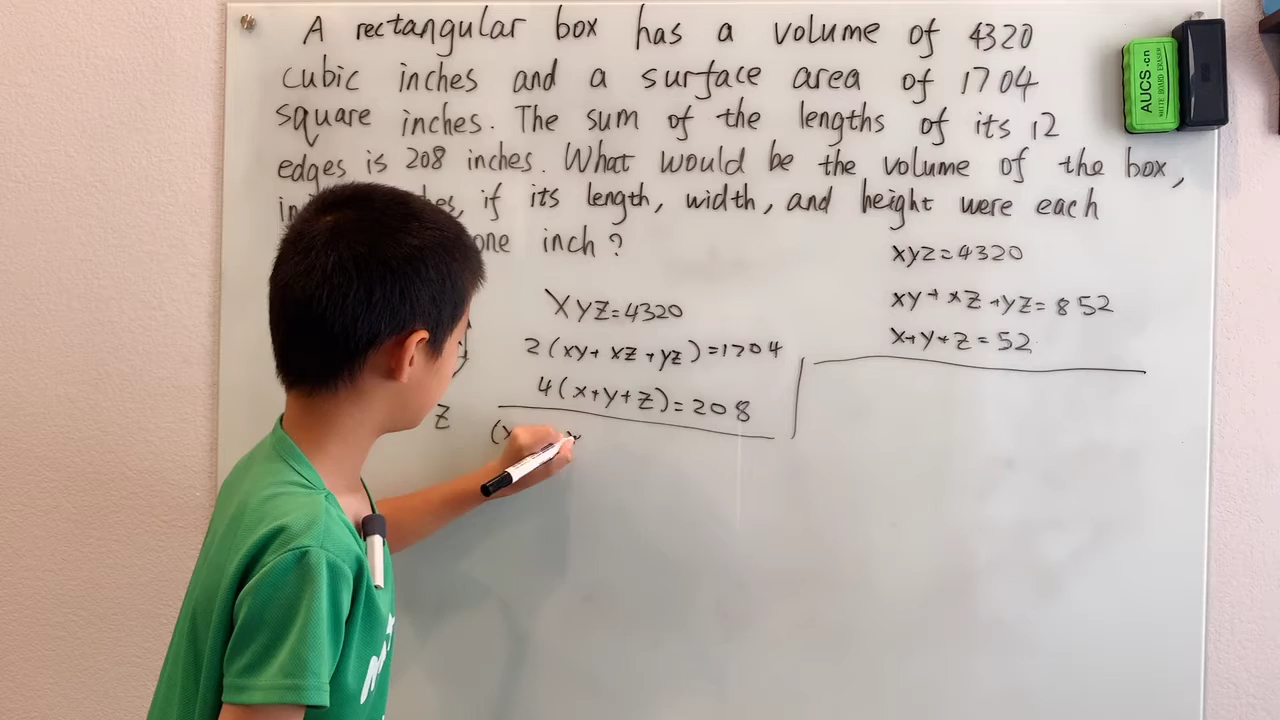 A rectangular box has a volume of 4320
cubic inches and a surface area of 1704
square inches. The sum of the lengths of its 12
edges is 208 inches. What would be the volume of the box,
if its length, width, and height were each
one inch?
XYZ=4320
2(xy+xz+yz)=1704
4(x+y+z)=208
z
(x
xyz=4320
xy+xz+yz=852
x+y+z=52
AUCS.cn
WHITE BOARD ERASER